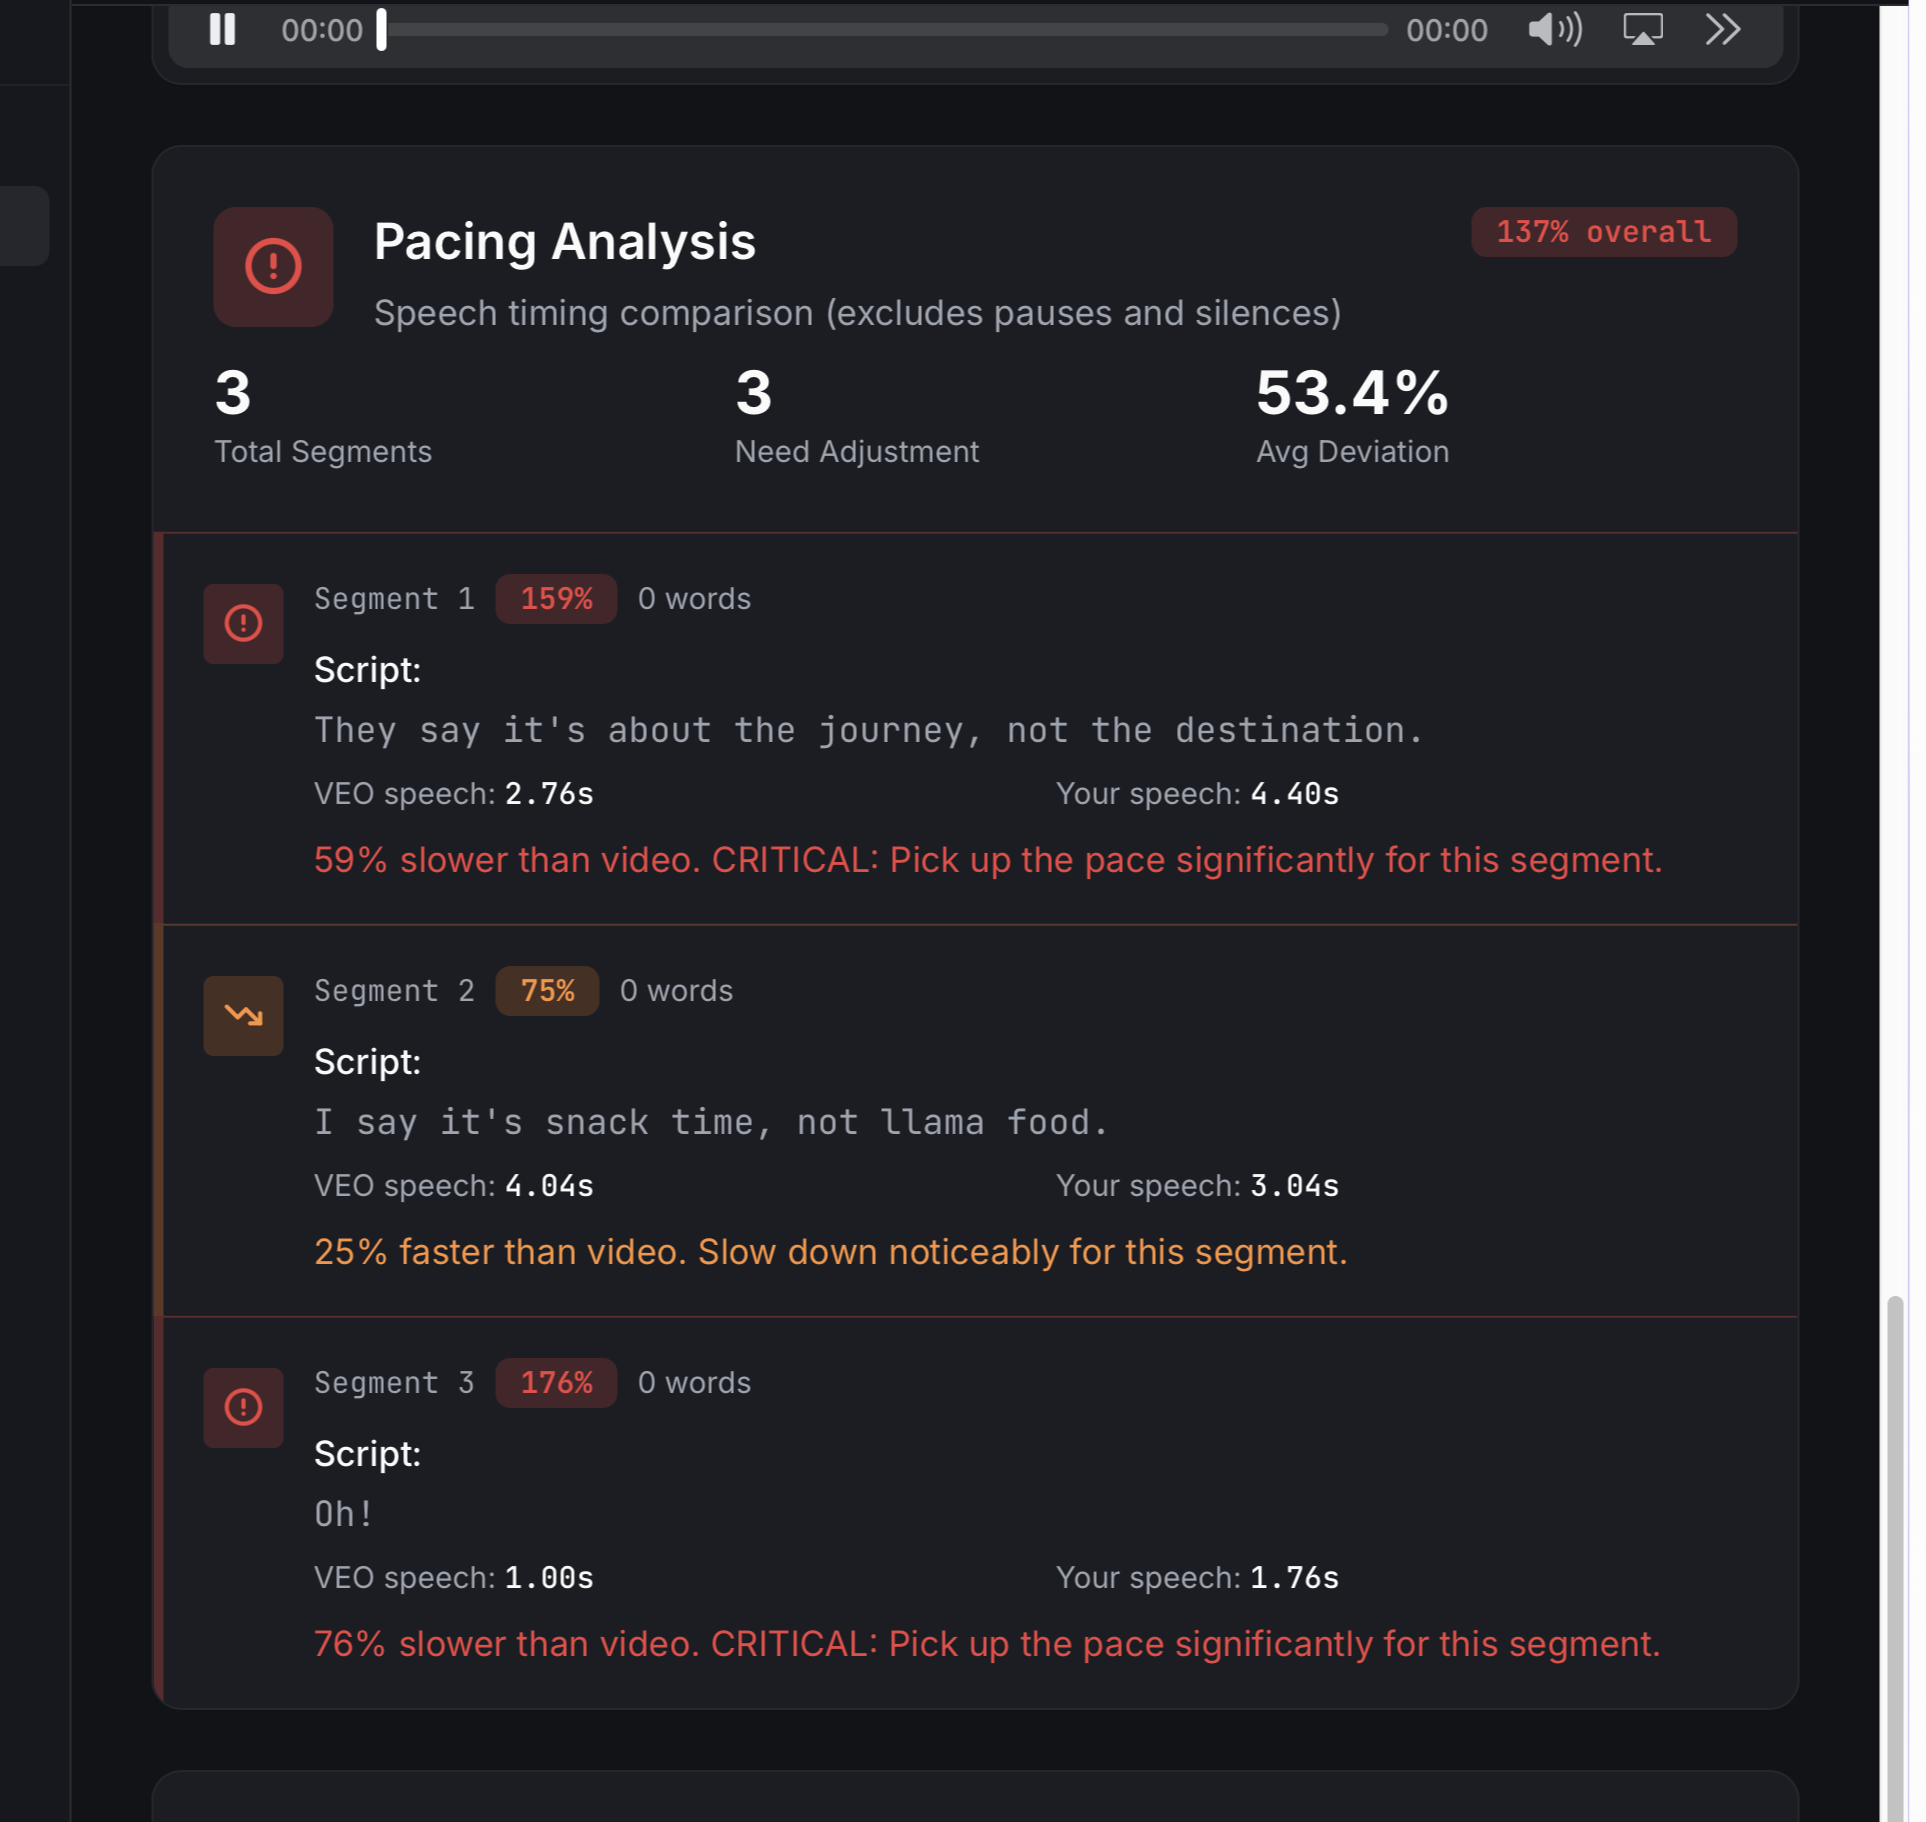 00:00 00:00
Pacing Analysis
137% overall
Speech timing comparison (excludes pauses and silences)
3 3 53.4%
Total Segments Need Adjustment Avg Deviation
Segment 1 159% 0 words
Script:
They say it's about the journey, not the destination.
VEO speech: 2.76s Your speech: 4.40s
59% slower than video. CRITICAL: Pick up the pace significantly for this segment.
Segment 2 75% 0 words
Script:
I say it's snack time, not llama food.
VEO speech: 4.04s Your speech: 3.04s
25% faster than video. Slow down noticeably for this segment.
Segment 3 176% 0 words
Script:
Oh!
VEO speech: 1.00s Your speech: 1.76s
76% slower than video. CRITICAL: Pick up the pace significantly for this segment.